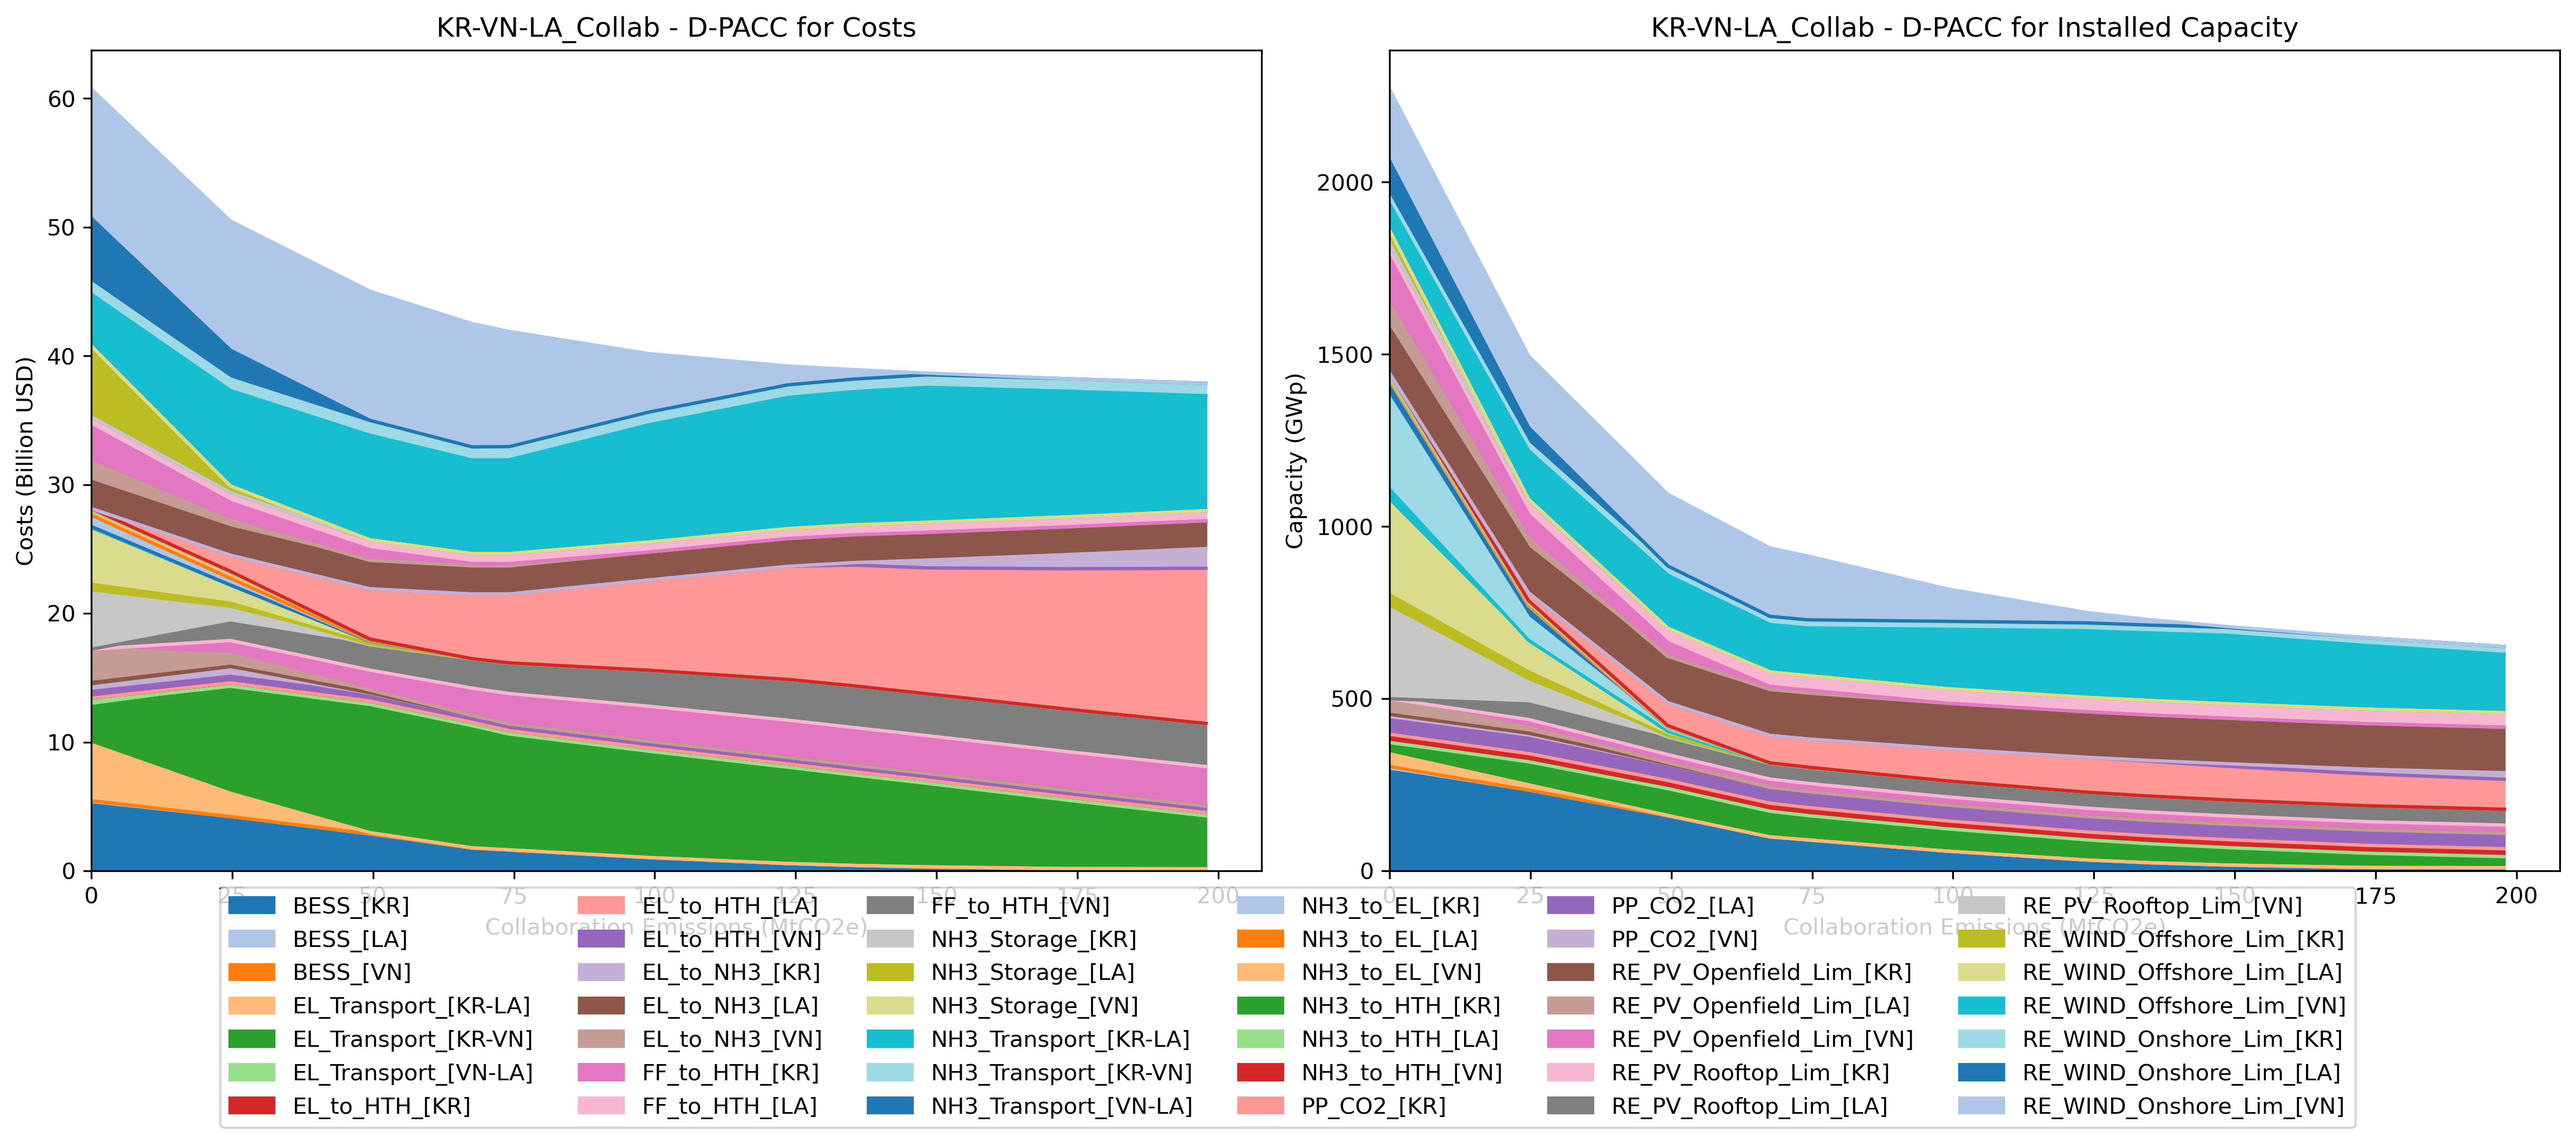 KR-VN-LA_Collab - D-PACC for Costs
60
50
40
30
20
10
0
Costs (Billion USD)
0 25 50 75 100 125 150 175 200
Collaboration Emissions (MtCO2e)
KR-VN-LA_Collab - D-PACC for Installed Capacity
2000
1500
1000
500
0
Capacity (GWp)
0 25 50 75 100 125 150 175 200
Collaboration Emissions (MtCO2e)
BESS_[KR]
BESS_[LA]
BESS_[VN]
EL_Transport_[KR-LA]
EL_Transport_[KR-VN]
EL_Transport_[VN-LA]
EL_to_HTH_[KR]
EL_to_HTH_[LA]
EL_to_HTH_[VN]
EL_to_NH3_[KR]
EL_to_NH3_[LA]
EL_to_NH3_[VN]
FF_to_HTH_[KR]
FF_to_HTH_[LA]
FF_to_HTH_[VN]
NH3_Storage_[KR]
NH3_Storage_[LA]
NH3_Storage_[VN]
NH3_Transport_[KR-LA]
NH3_Transport_[KR-VN]
NH3_Transport_[VN-LA]
NH3_to_EL_[KR]
NH3_to_EL_[LA]
NH3_to_EL_[VN]
NH3_to_HTH_[KR]
NH3_to_HTH_[LA]
NH3_to_HTH_[VN]
PP_CO2_[KR]
PP_CO2_[LA]
PP_CO2_[VN]
RE_PV_Openfield_Lim_[KR]
RE_PV_Openfield_Lim_[LA]
RE_PV_Openfield_Lim_[VN]
RE_PV_Rooftop_Lim_[KR]
RE_PV_Rooftop_Lim_[LA]
RE_PV_Rooftop_Lim_[VN]
RE_WIND_Offshore_Lim_[KR]
RE_WIND_Offshore_Lim_[LA]
RE_WIND_Offshore_Lim_[VN]
RE_WIND_Onshore_Lim_[KR]
RE_WIND_Onshore_Lim_[LA]
RE_WIND_Onshore_Lim_[VN]